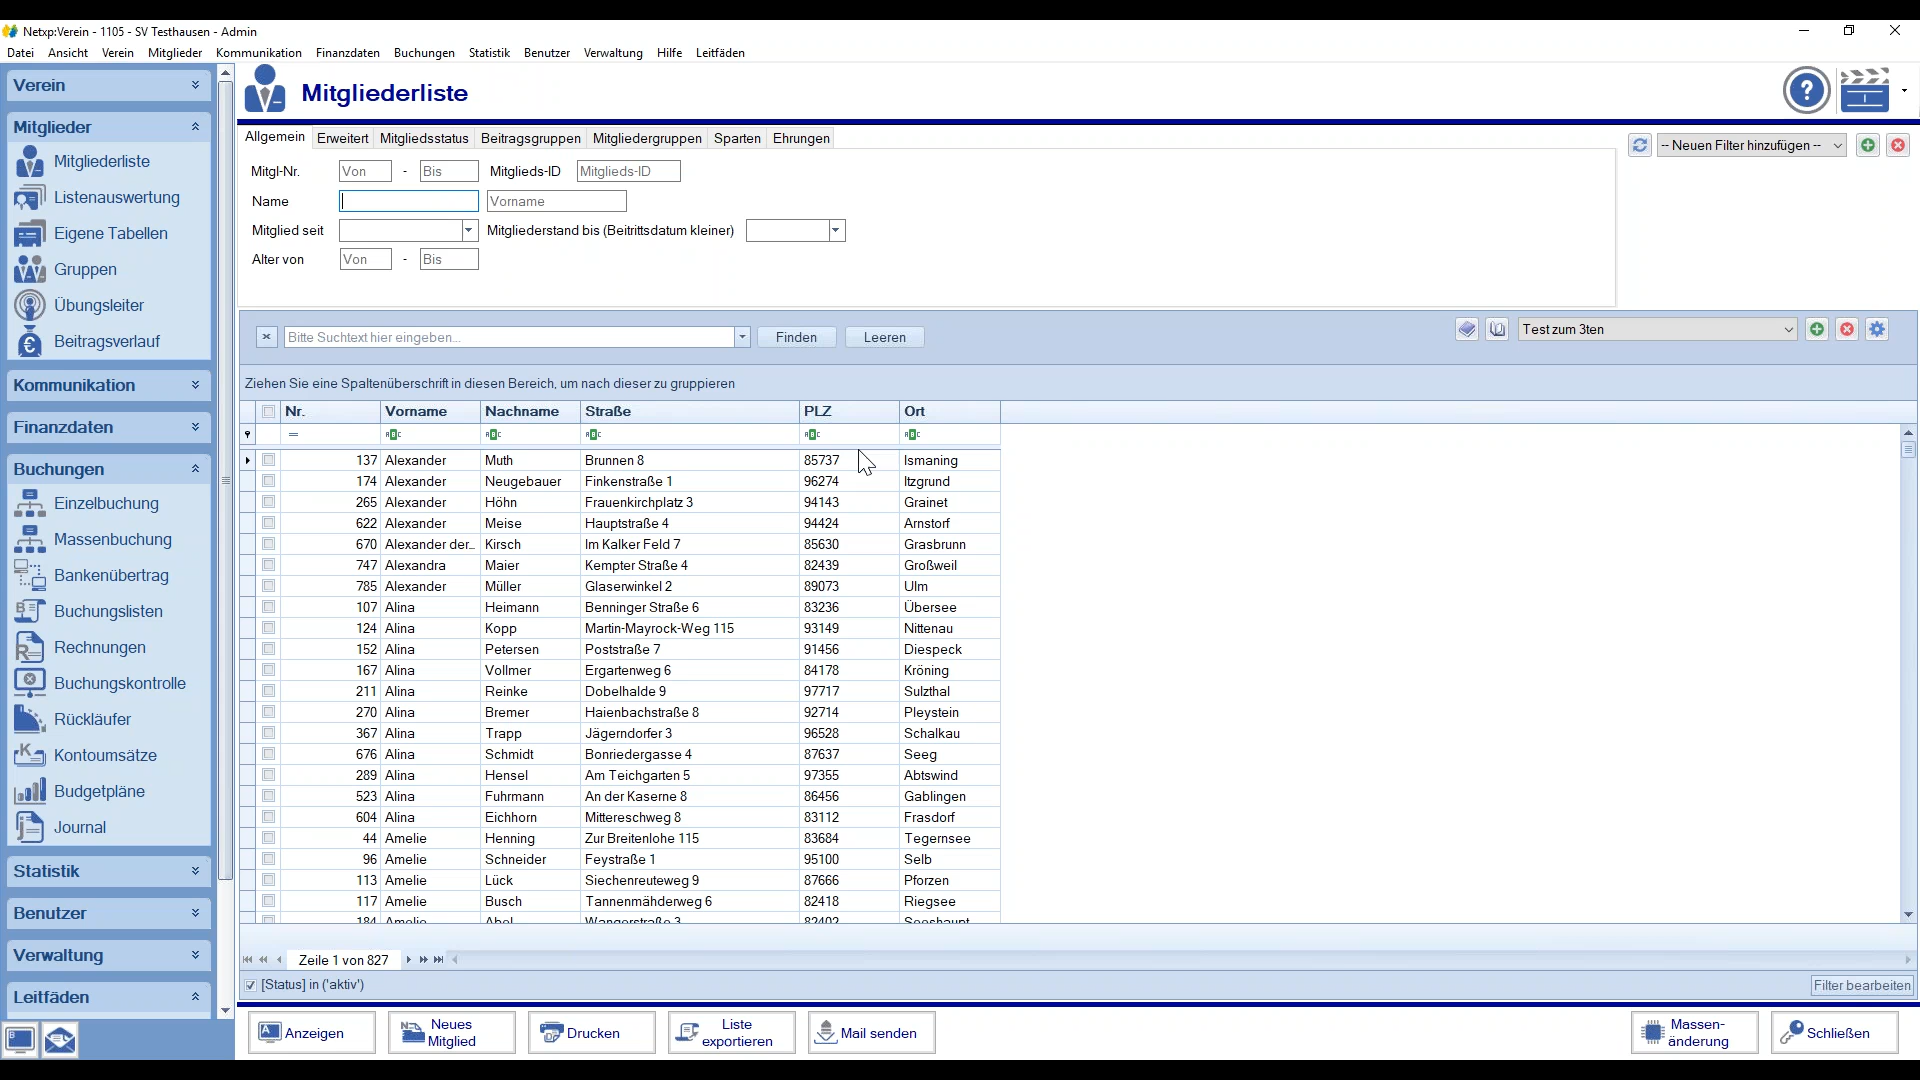 Netxp:Verein - 1105 - SV Testhausen - Admin
Datei Ansicht Verein Mitglieder Kommunikation Finanzdaten Buchungen Statistik Benutzer Verwaltung Hilfe Leitfäden
Verein
Mitglieder
Mitgliederliste
Listenauswertung
Eigene Tabellen
Gruppen
Übungsleiter
Beitragsverlauf
Kommunikation
Finanzdaten
Buchungen
Einzelbuchung
Massenbuchung
Bankenübertrag
Buchungslisten
Rechnungen
Buchungskontrolle
Rückläufer
Kontoumsätze
Budgetpläne
Journal
Statistik
Benutzer
Verwaltung
Leitfäden
Mitgliederliste
Allgemein Erweitert Mitgliedsstatus Beitragsgruppen Mitgliedergruppen Sparten Ehrungen
-- Neuen Filter hinzufügen --
Mitgl-Nr. Von - Bis Mitglieds-ID Mitglieds-ID
Name Vorname
Mitglied seit Mitgliederstand bis (Beitrittsdatum kleiner)
Alter von Von - Bis
Bitte Suchtext hier eingeben... Finden Leeren Test zum 3ten
Ziehen Sie eine Spaltenüberschrift in diesen Bereich, um nach dieser zu gruppieren
Nr. Vorname Nachname Straße PLZ Ort
137 Alexander Muth Brunnen 8 85737 Ismaning
174 Alexander Neugebauer Finkenstraße 1 96274 Itzgrund
265 Alexander Höhn Frauenkirchplatz 3 94143 Grainet
622 Alexander Meise Hauptstraße 4 94424 Arnstorf
670 Alexander der... Kirsch Im Kalker Feld 7 85630 Grasbrunn
747 Alexandra Maier Kempter Straße 4 82439 Großweil
785 Alexander Müller Glaserwinkel 2 89073 Ulm
107 Alina Heimann Benninger Straße 6 83236 Übersee
124 Alina Kopp Martin-Mayrock-Weg 115 93149 Nittenau
152 Alina Petersen Poststraße 7 91456 Diespeck
167 Alina Vollmer Ergartenweg 6 84178 Kröning
211 Alina Reinke Dobelhalde 9 97717 Sulzthal
270 Alina Bremer Haienbachstraße 8 92714 Pleystein
367 Alina Trapp Jägerndorfer 3 96528 Schalkau
676 Alina Schmidt Bonriedergasse 4 87637 Seeg
289 Alina Hensel Am Teichgarten 5 97355 Abtswind
523 Alina Fuhrmann An der Kaserne 8 86456 Gablingen
604 Alina Eichhorn Mittereschweg 8 83112 Frasdorf
44 Amelie Henning Zur Breitenlohe 115 83684 Tegernsee
96 Amelie Schneider Feystraße 1 95100 Selb
113 Amelie Lück Siechenreuteweg 9 87666 Pforzen
117 Amelie Busch Tannenmähderweg 6 82418 Riegsee
184 Amelie Abel Wangerstraße 3 82402 Seeshaupt
Zeile 1 von 827
[Status] in ('aktiv') Filter bearbeiten
Anzeigen
Neues
Mitglied
Drucken
Liste
exportieren
Mail senden
Massen-
änderung
Schließen